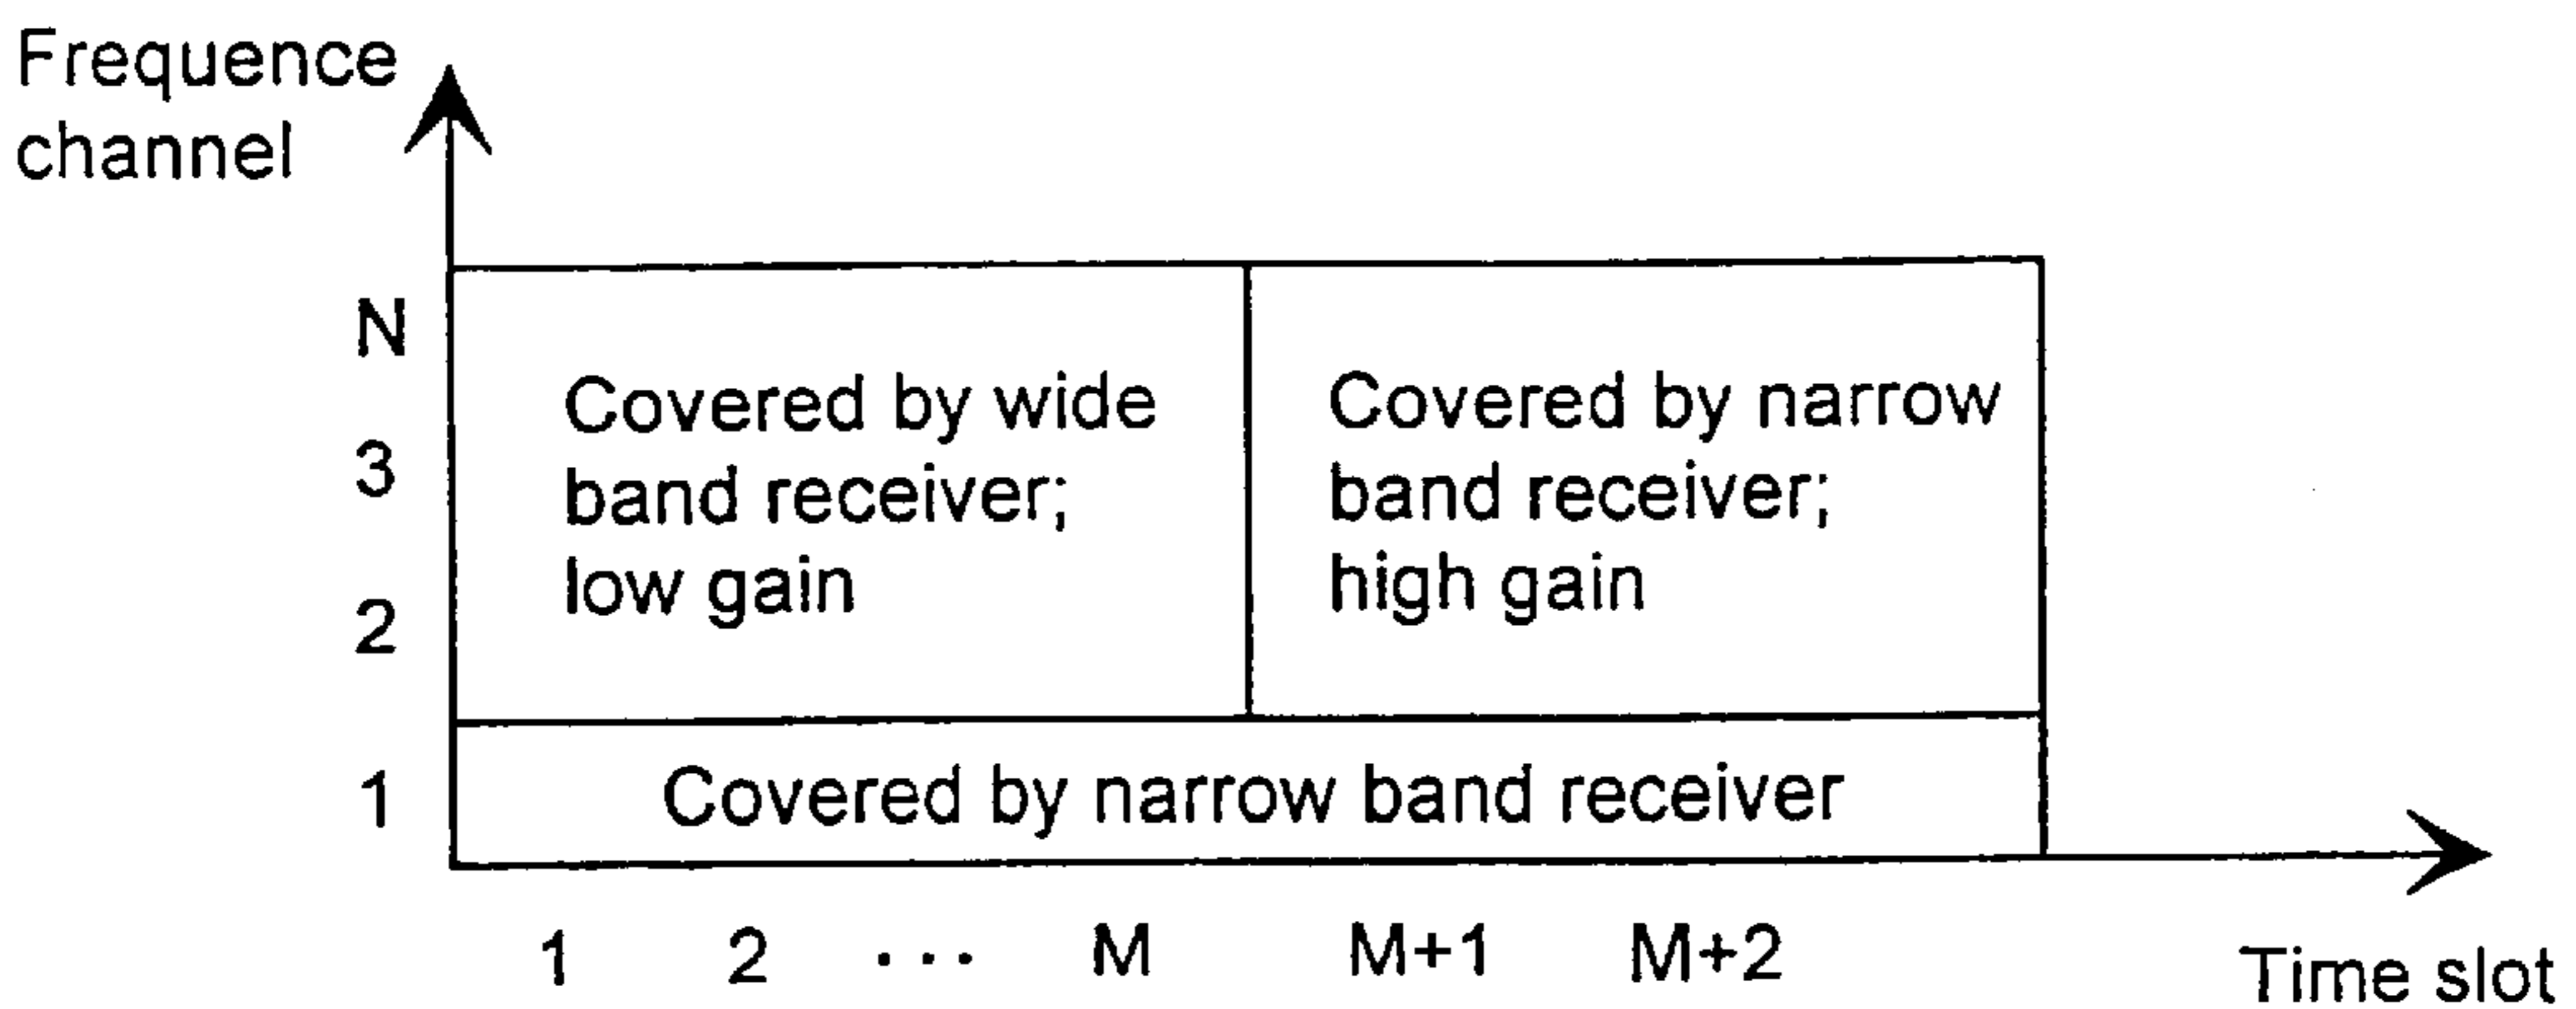 Frequence
channel
N
3
2
1
Covered by wide
band receiver;
low gain
Covered by narrow
band receiver;
high gain
Covered by narrow band receiver
1 2 ... M M+1 M+2
Time slot